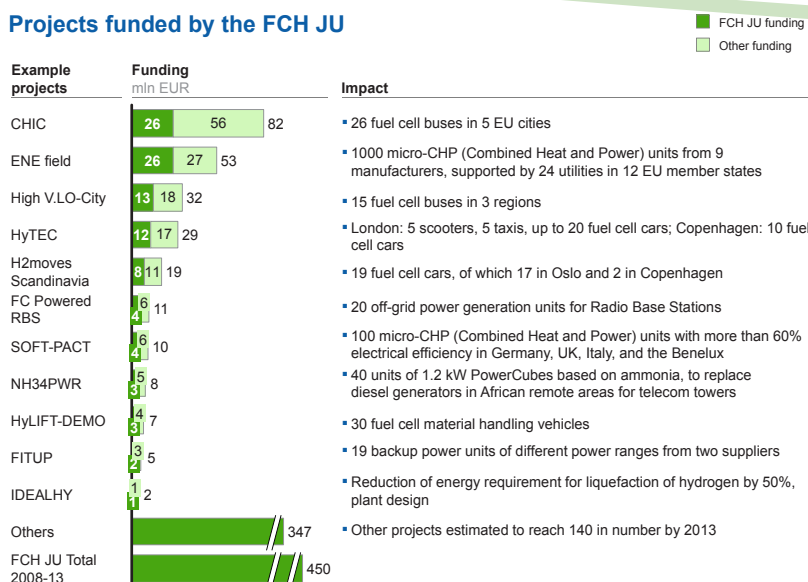 Projects funded by the FCH JU
FCH JU funding
Other funding
Example projects
Funding
mln EUR
Impact
CHIC
26 56 82
▪ 26 fuel cell buses in 5 EU cities
ENE field
26 27 53
▪ 1000 micro-CHP (Combined Heat and Power) units from 9
manufacturers, supported by 24 utilities in 12 EU member states
High V.LO-City
13 18 32
▪ 15 fuel cell buses in 3 regions
HyTEC
12 17 29
▪ London: 5 scooters, 5 taxis, up to 20 fuel cell cars; Copenhagen: 10 fuel
cell cars
H2moves
Scandinavia
8 11 19
▪ 19 fuel cell cars, of which 17 in Oslo and 2 in Copenhagen
FC Powered
RBS
4 6 11
▪ 20 off-grid power generation units for Radio Base Stations
SOFT-PACT
4 6 10
▪ 100 micro-CHP (Combined Heat and Power) units with more than 60%
electrical efficiency in Germany, UK, Italy, and the Benelux
NH34PWR
3 5 8
▪ 40 units of 1.2 kW PowerCubes based on ammonia, to replace
diesel generators in African remote areas for telecom towers
HyLIFT-DEMO
3 4 7
▪ 30 fuel cell material handling vehicles
FITUP
2 3 5
▪ 19 backup power units of different power ranges from two suppliers
IDEALHY
1 1 2
▪ Reduction of energy requirement for liquefaction of hydrogen by 50%,
plant design
Others
347
▪ Other projects estimated to reach 140 in number by 2013
FCH JU Total
2008-13
450